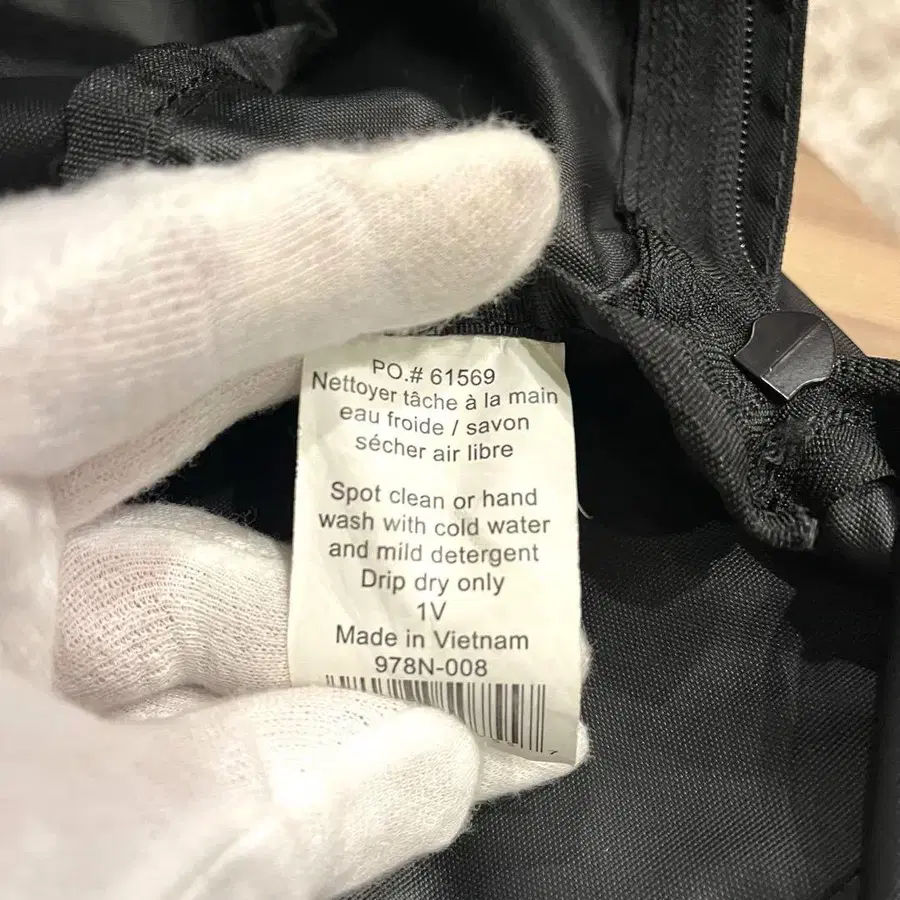 PO.# 61569
Nettoyer tâche à la main
eau froide / savon
sécher air libre
Spot clean or hand
wash with cold water
and mild detergent
Drip dry only
1V
Made in Vietnam
978N-008
7